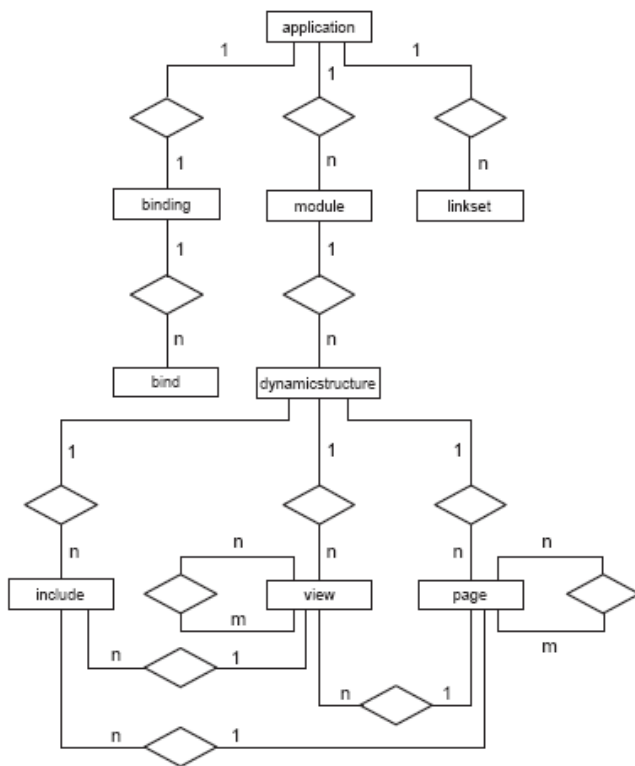 application
1 1 1
1 n n
binding module linkset
1 1
n n
bind dynamicstructure
1 1 1
n n n n n
include view page
m m
n 1
n 1
n 1